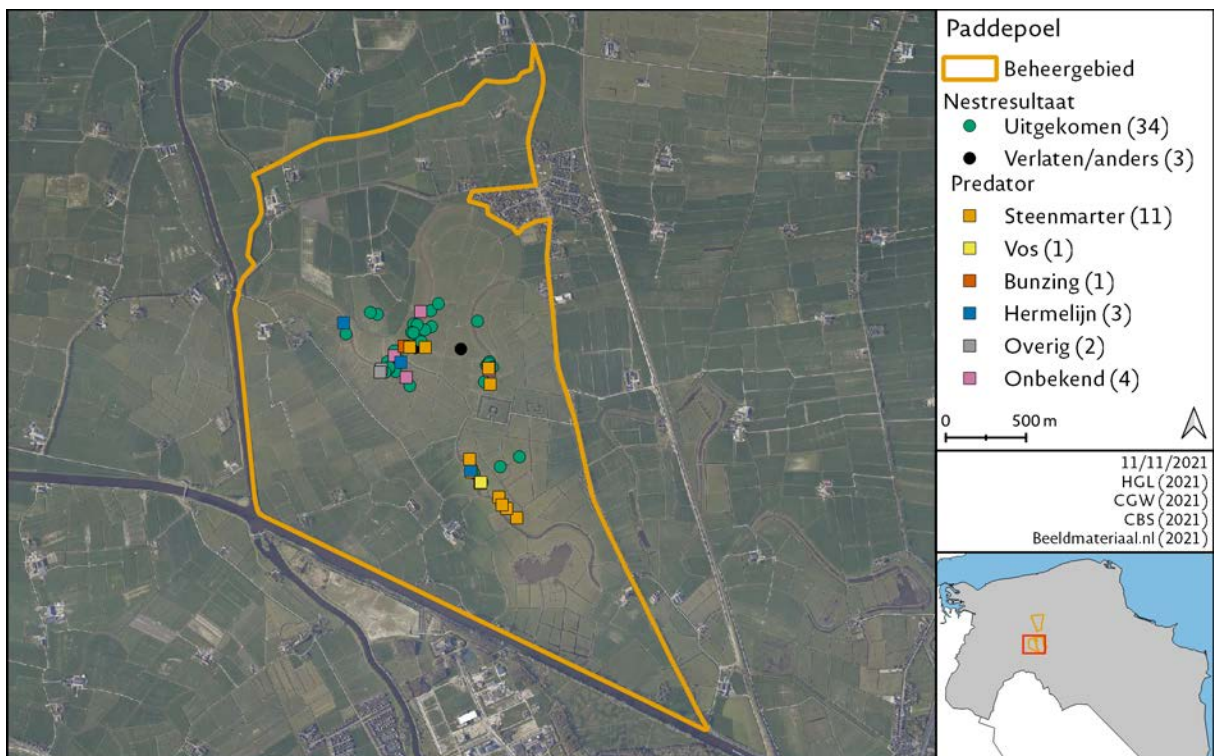 Paddepoel
Beheergebied
Nestresultaat
Uitgekomen (34)
Verlaten/anders (3)
Predator
Steenmarter (11)
Vos (1)
Bunzing (1)
Hermelijn (3)
Overig (2)
Onbekend (4)
0 500 m
11/11/2021
HGL (2021)
CGW (2021)
CBS (2021)
Beeldmateriaal.nl (2021)